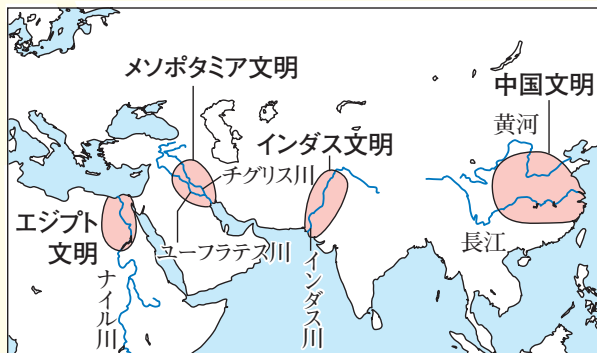 メソポタミア文明
中国文明
黄河
インダス文明
チグリス川
エジプト
文明
ユーフラテス川
長江
ナイル川
インダス川